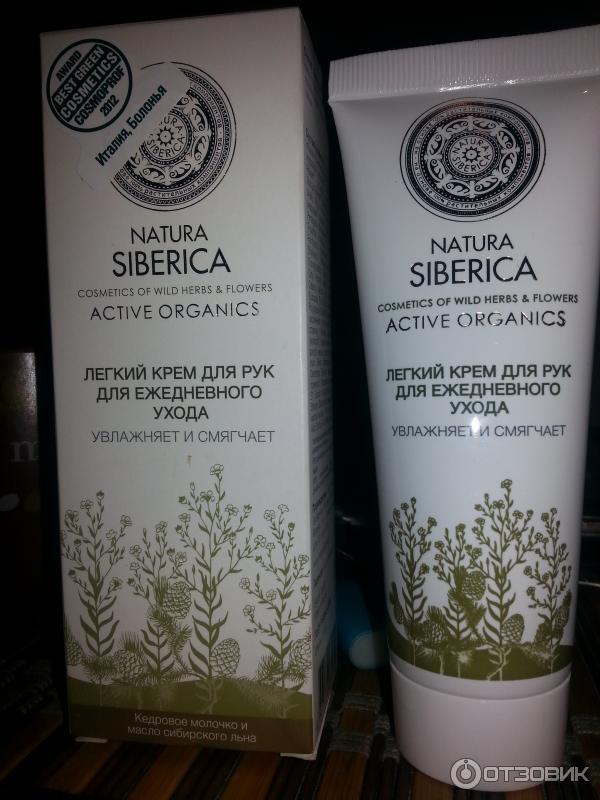 AWARD
BEST GREEN
COSMETICS
COSMOPROF
2012
Италия, Болонья
NATURA
SIBERICA
COSMETICS OF WILD HERBS & FLOWERS
ACTIVE ORGANICS
ЛЕГКИЙ КРЕМ ДЛЯ РУК
ДЛЯ ЕЖЕДНЕВНОГО
УХОДА
УВЛАЖНЯЕТ И СМЯГЧАЕТ
Кедровое молочко и
масло сибирского льна
NATURA
SIBERICA
NATURA
SIBERICA
COSMETICS OF WILD HERBS & FLOWERS
ACTIVE ORGANICS
ЛЕГКИЙ КРЕМ ДЛЯ РУК
ДЛЯ ЕЖЕДНЕВНОГО
УХОДА
УВЛАЖНЯЕТ И СМЯГЧАЕТ
m
ОТЗОВИК